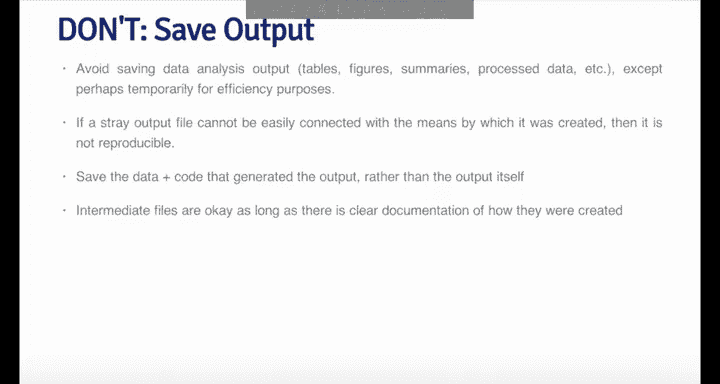 DON'T: Save Output
· Avoid saving data analysis output (tables, figures, summaries, processed data, etc.), except
perhaps temporarily for efficiency purposes.
· If a stray output file cannot be easily connected with the means by which it was created, then it is
not reproducible.
· Save the data + code that generated the output, rather than the output itself
· Intermediate files are okay as long as there is clear documentation of how they were created